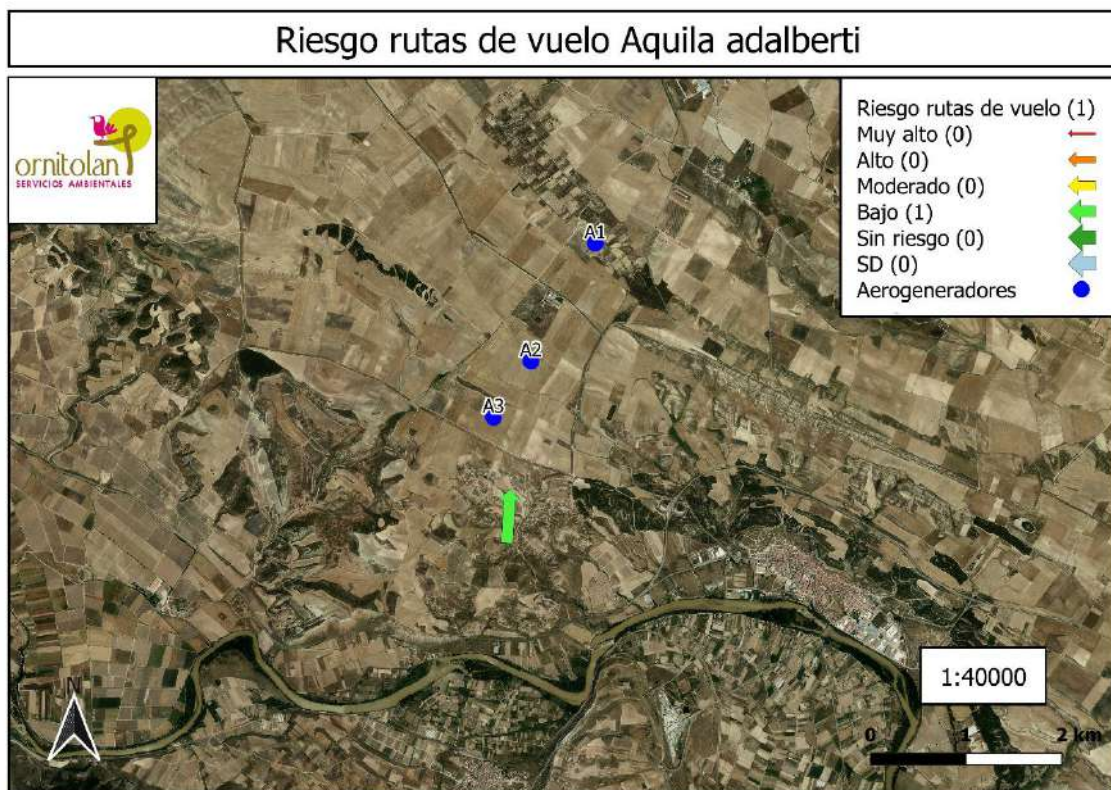 Riesgo rutas de vuelo Aquila adalberti
ornitolan
SERVICIOS AMBIENTALES
Riesgo rutas de vuelo (1)
Muy alto (0)
Alto (0)
Moderado (0)
Bajo (1)
Sin riesgo (0)
SD (0)
Aerogeneradores
A1
A2
A3
1:40000
N
0 1 2 km